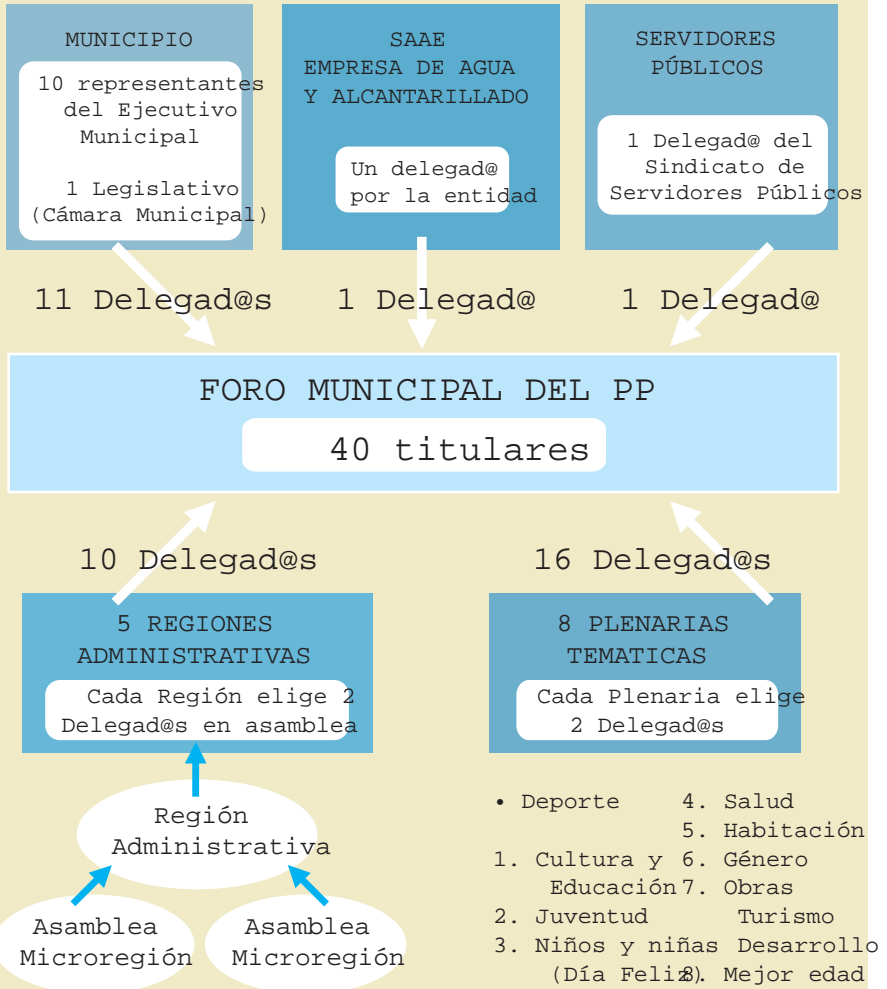 MUNICIPIO
10 representantes
del Ejecutivo
Municipal
1 Legislativo
(Cámara Municipal)
SAAE
EMPRESA DE AGUA
Y ALCANTARILLADO
Un delegad@
por la entidad
SERVIDORES
PÚBLICOS
1 Delegad@ del
Sindicato de
Servidores Públicos
11 Delegad@s
1 Delegad@
1 Delegad@
FORO MUNICIPAL DEL PP
40 titulares
10 Delegad@s
16 Delegad@s
5 REGIONES
ADMINISTRATIVAS
Cada Región elige 2
Delegad@s en asamblea
8 PLENARIAS
TEMATICAS
Cada Plenaria elige
2 Delegad@s
Región
Administrativa
Asamblea
Microregión
Asamblea
Microregión
• Deporte
1. Cultura y
Educación
2. Juventud
3. Niños y niñas
(Día Feliz)
4. Salud
5. Habitación
6. Género
7. Obras
Turismo
Desarrollo
8. Mejor edad